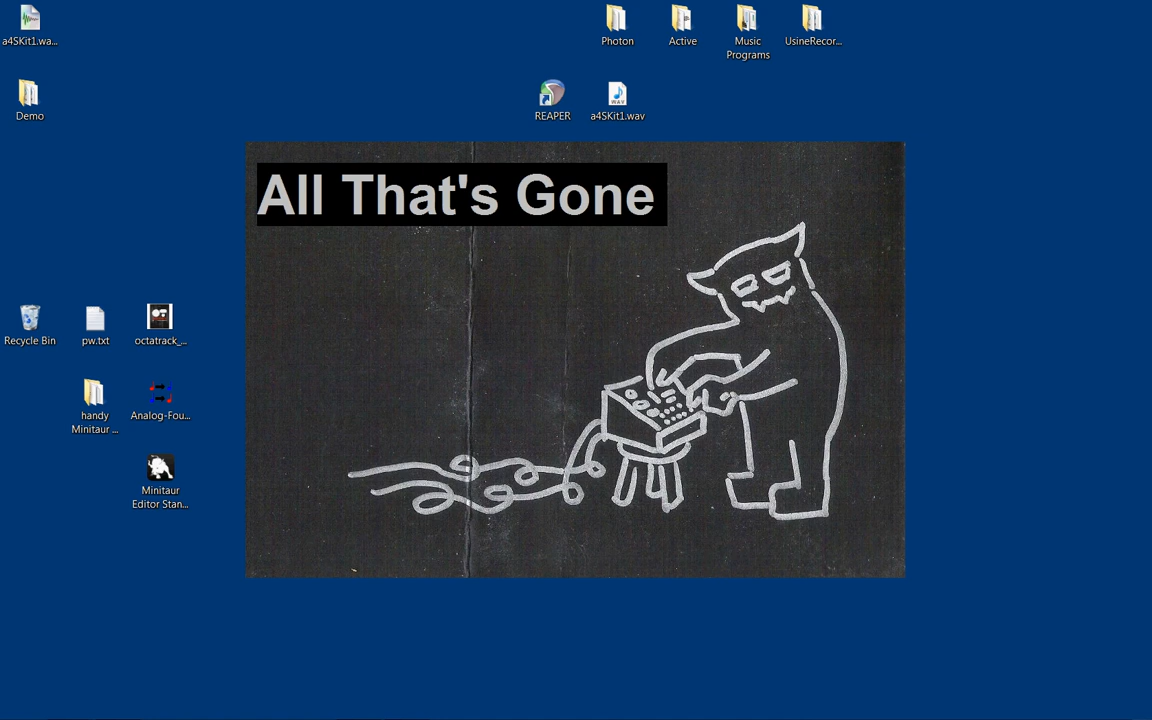 a4SKit1.wa...
Photon
Active
Music
Programs
UsineRecor...
Demo
REAPER
WAV
a4SKit1.wav
All That's Gone
Recycle Bin
pw.txt
octatrack_...
handy
Minitaur ...
Analog-Fou...
Minitaur
Editor Stan...